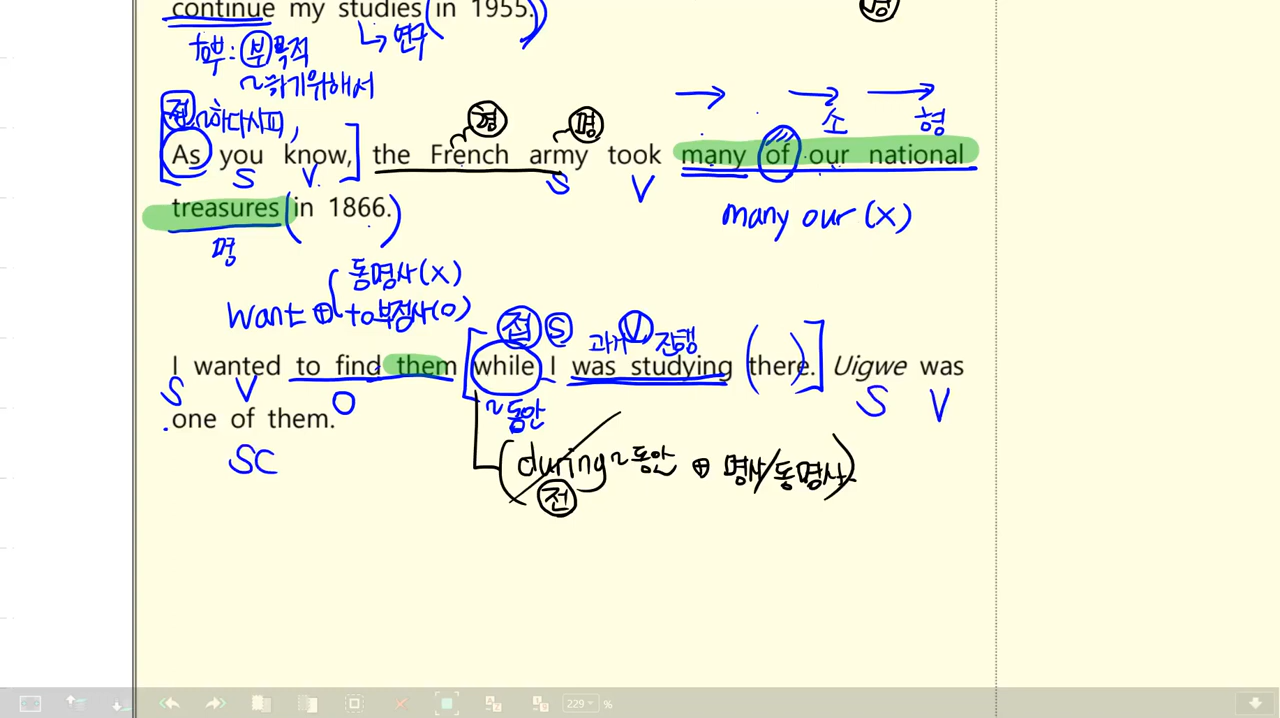 continue my studies (in 1955.)
부: 부 목적
↳ 연구
~하기위해서
접 ~하다시피,
형 명
소 형
[As you know,] the French army took many of our national
S V S V
treasures (in 1866.)
many our (X)
명
동명사(X)
want ⊕ to부정사(O)
접 S 과거 V 진행
I wanted to find them [while I was studying (there.)] Uigwe was
S V O ~동안 S V
one of them.
SC
(during ~동안 ⊕ 명사/동명사)
전
229 %